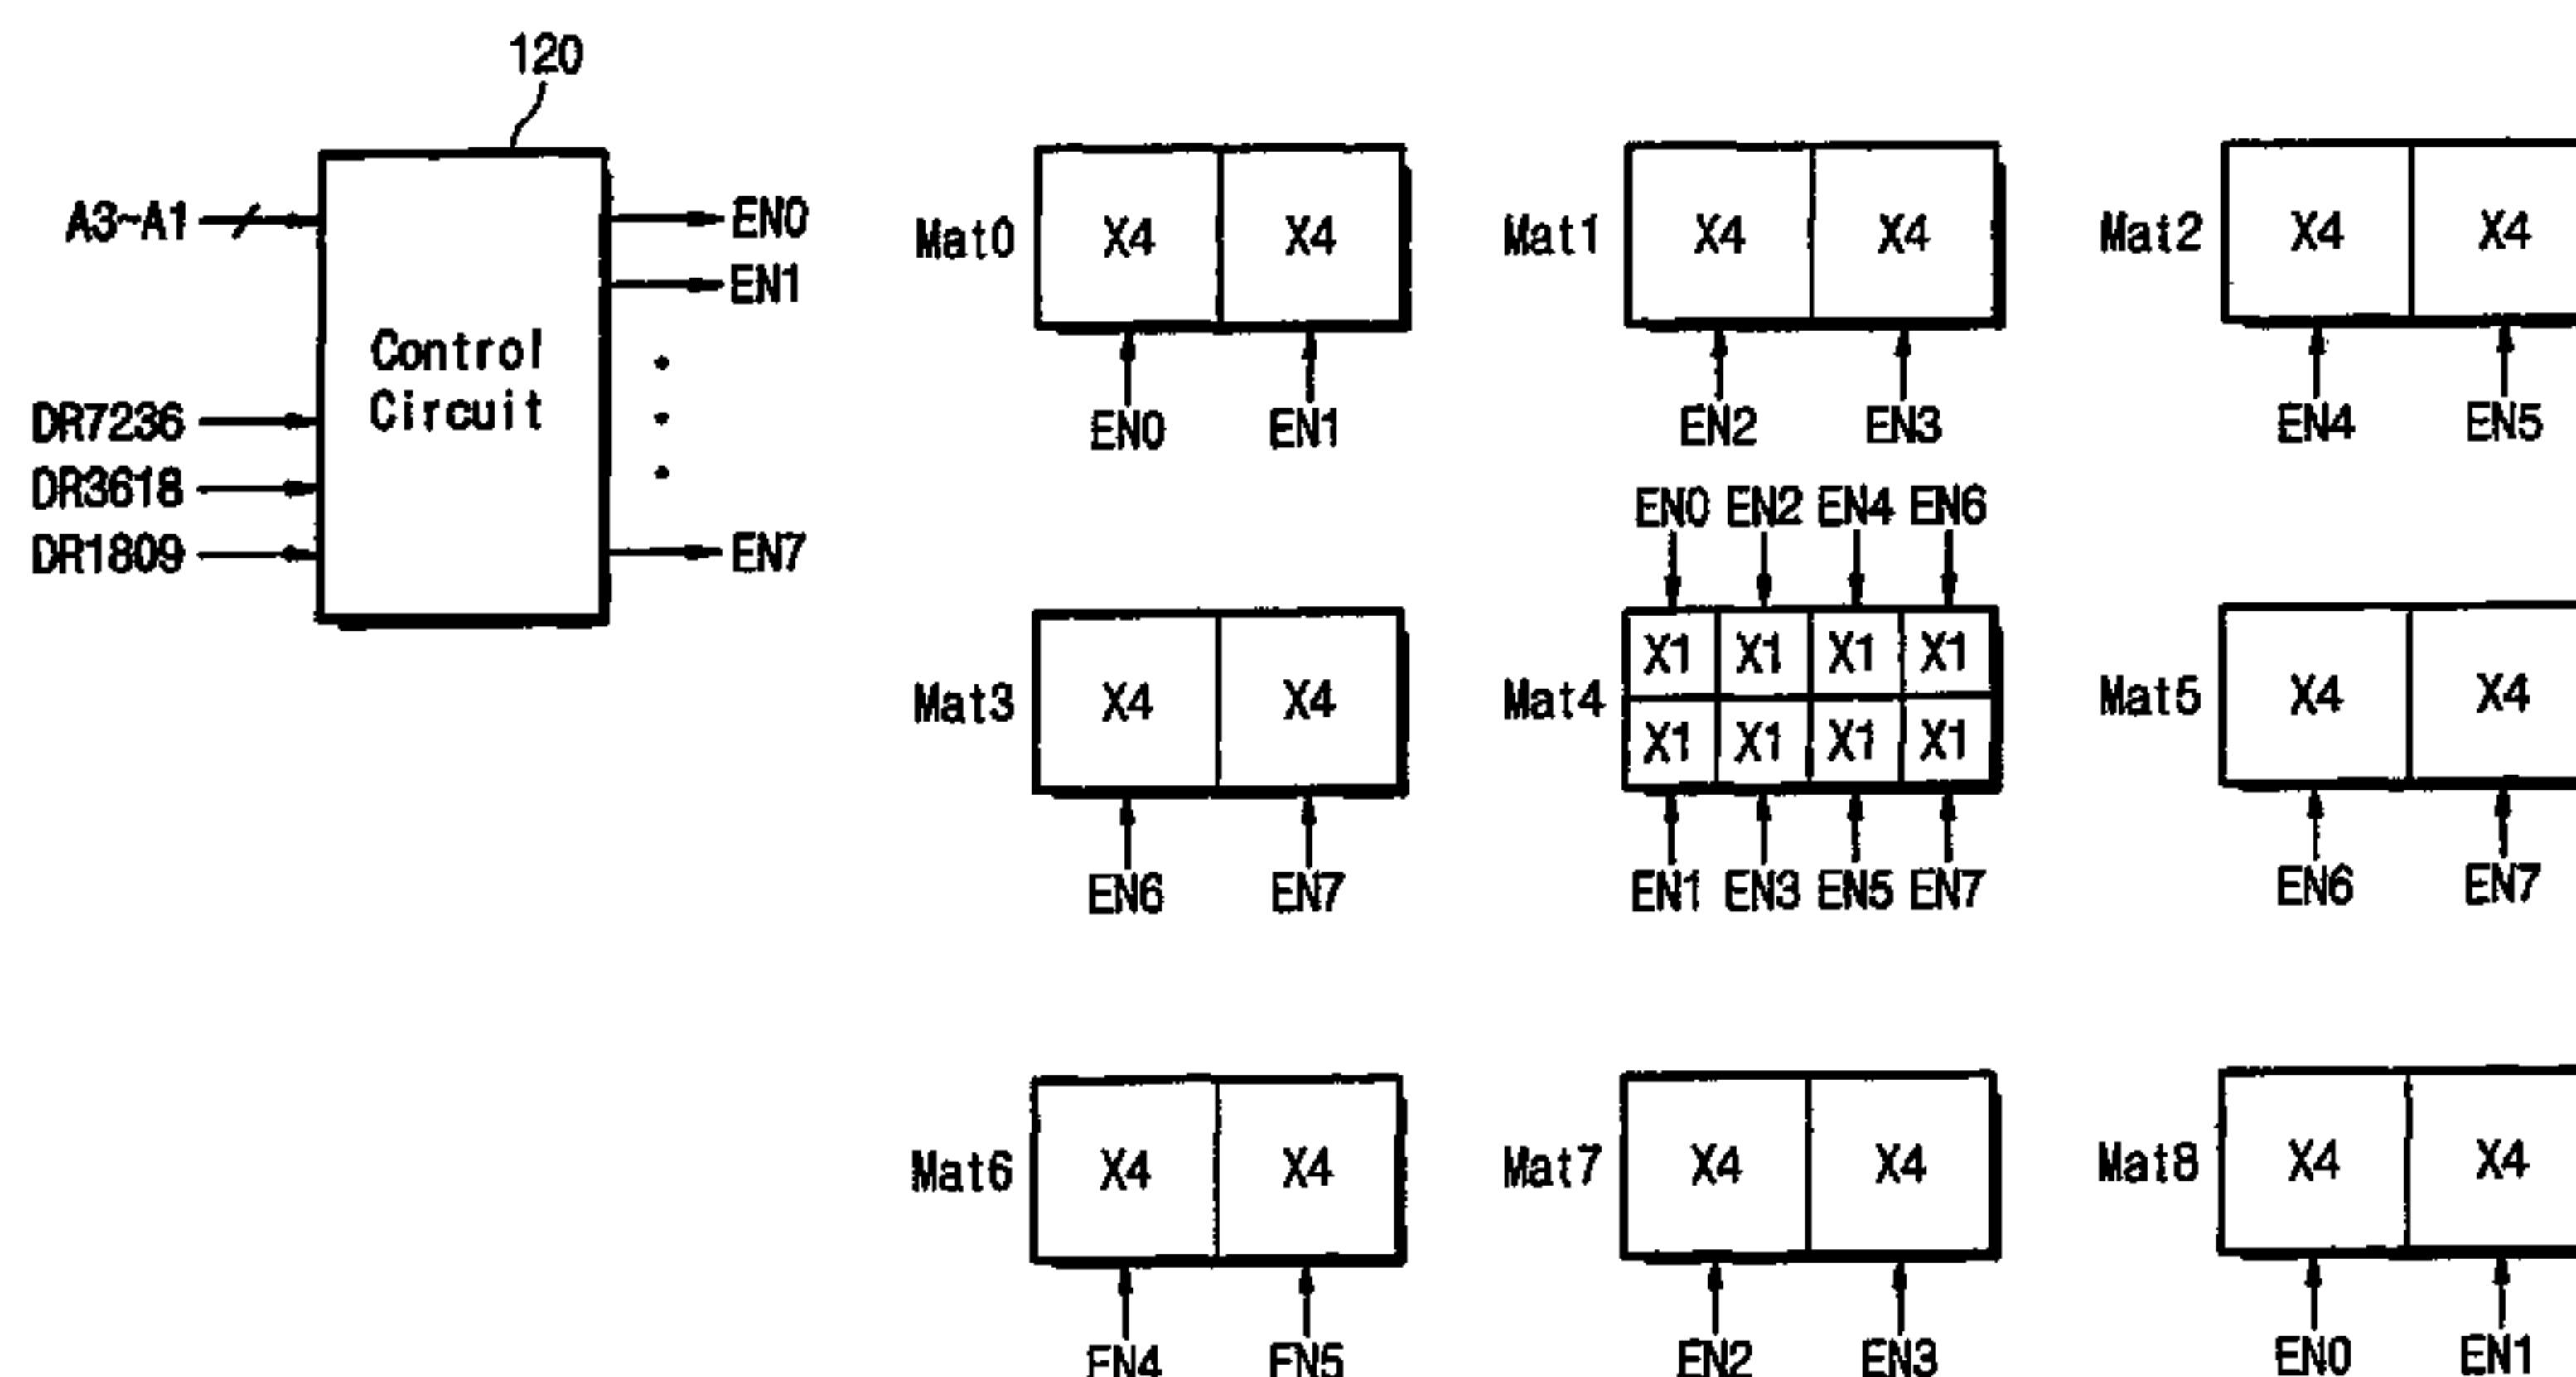 120
A3~A1
DR7236
DR3618
DR1809
Control
Circuit
EN0
EN1
EN7
Mat0 X4 X4
EN0 EN1
Mat1 X4 X4
EN2 EN3
Mat2 X4 X4
EN4 EN5
Mat3 X4 X4
EN6 EN7
EN0 EN2 EN4 EN6
Mat4
X1 X1 X1 X1
X1 X1 X1 X1
EN1 EN3 EN5 EN7
Mat5 X4 X4
EN6 EN7
Mat6 X4 X4
EN4 EN5
Mat7 X4 X4
EN2 EN3
Mat8 X4 X4
EN0 EN1